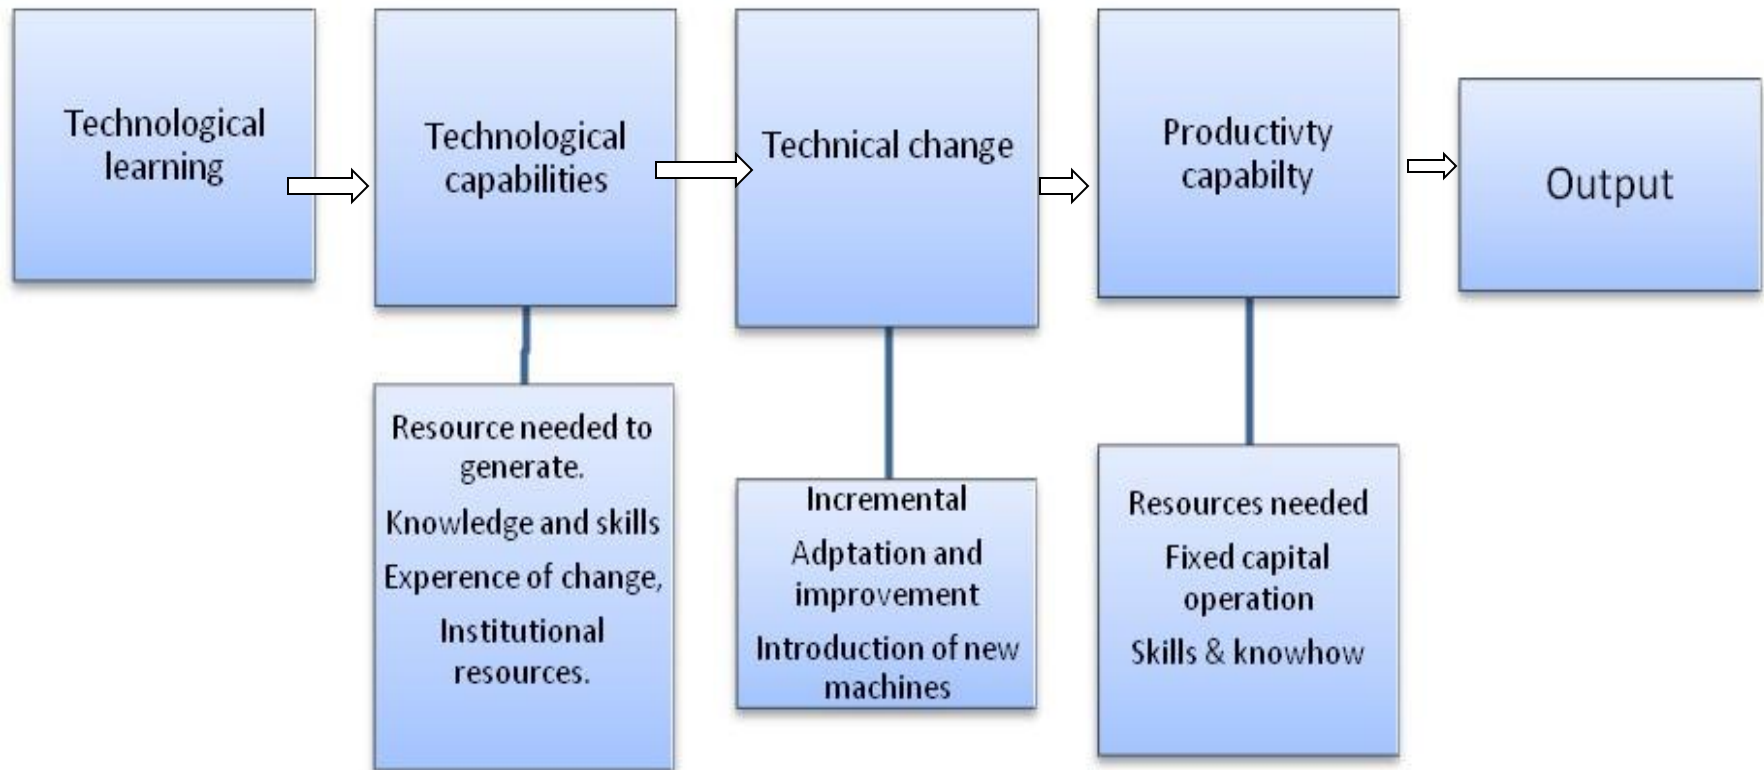 Technological
learning
Technological
capabilities
Technical change
Productivty
capabilty
Output
Resource needed to
generate.
Knowledge and skills
Experence of change,
Institutional
resources.
Incremental
Adptation and
improvement
Introduction of new
machines
Resources needed
Fixed capital
operation
Skills & knowhow